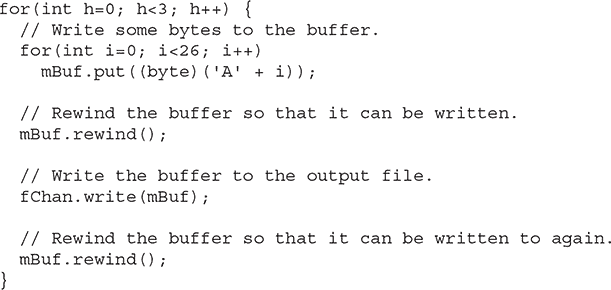 for(int h=0; h<3; h++) {
  // Write some bytes to the buffer.
  for(int i=0; i<26; i++)
    mBuf.put((byte)('A' + i));

  // Rewind the buffer so that it can be written.
  mBuf.rewind();

  // Write the buffer to the output file.
  fChan.write(mBuf);

  // Rewind the buffer so that it can be written to again.
  mBuf.rewind();
}